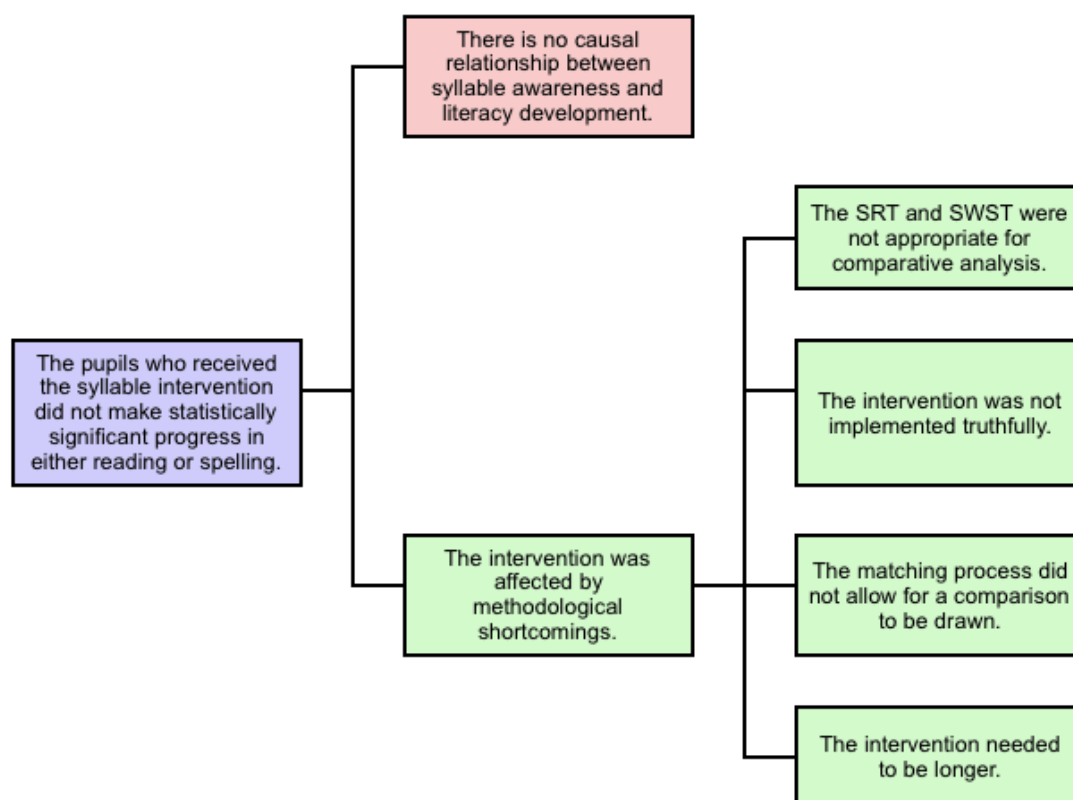 There is no causal
relationship between
syllable awareness and
literacy development.
The SRT and SWST were
not appropriate for
comparative analysis.
The pupils who received
the syllable intervention
did not make statistically
significant progress in
either reading or spelling.
The intervention was not
implemented truthfully.
The intervention was
affected by
methodological
shortcomings.
The matching process did
not allow for a comparison
to be drawn.
The intervention needed
to be longer.